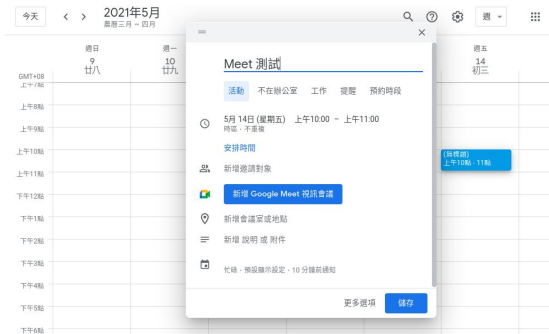 今天
2021年5月
農曆三月 ~ 四月
週
週日
9
廿八
週一
10
廿九
週五
14
初三
GMT+08
上午7點
上午8點
上午9點
上午10點
上午11點
下午12點
下午1點
下午2點
下午3點
下午4點
下午5點
下午6點
Meet 測試
活動
不在辦公室
工作
提醒
預約時段
5月 14日 (星期五) 上午10:00 – 上午11:00
時區 · 不重複
安排時間
新增邀請對象
新增 Google Meet 視訊會議
新增會議室或地點
新增 說明 或 附件
忙碌 · 預設顯示設定 · 10 分鐘前通知
更多選項
儲存
(無標題)
上午10點 - 11點